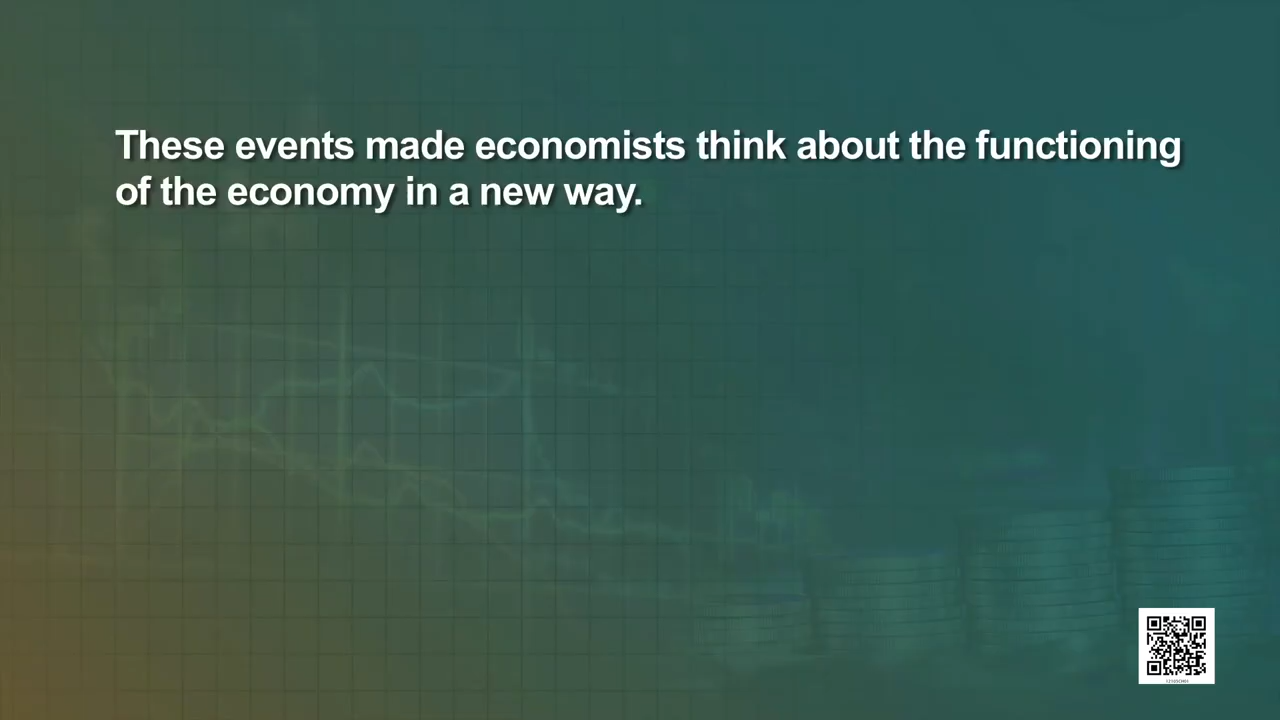 These events made economists think about the functioning
of the economy in a new way.